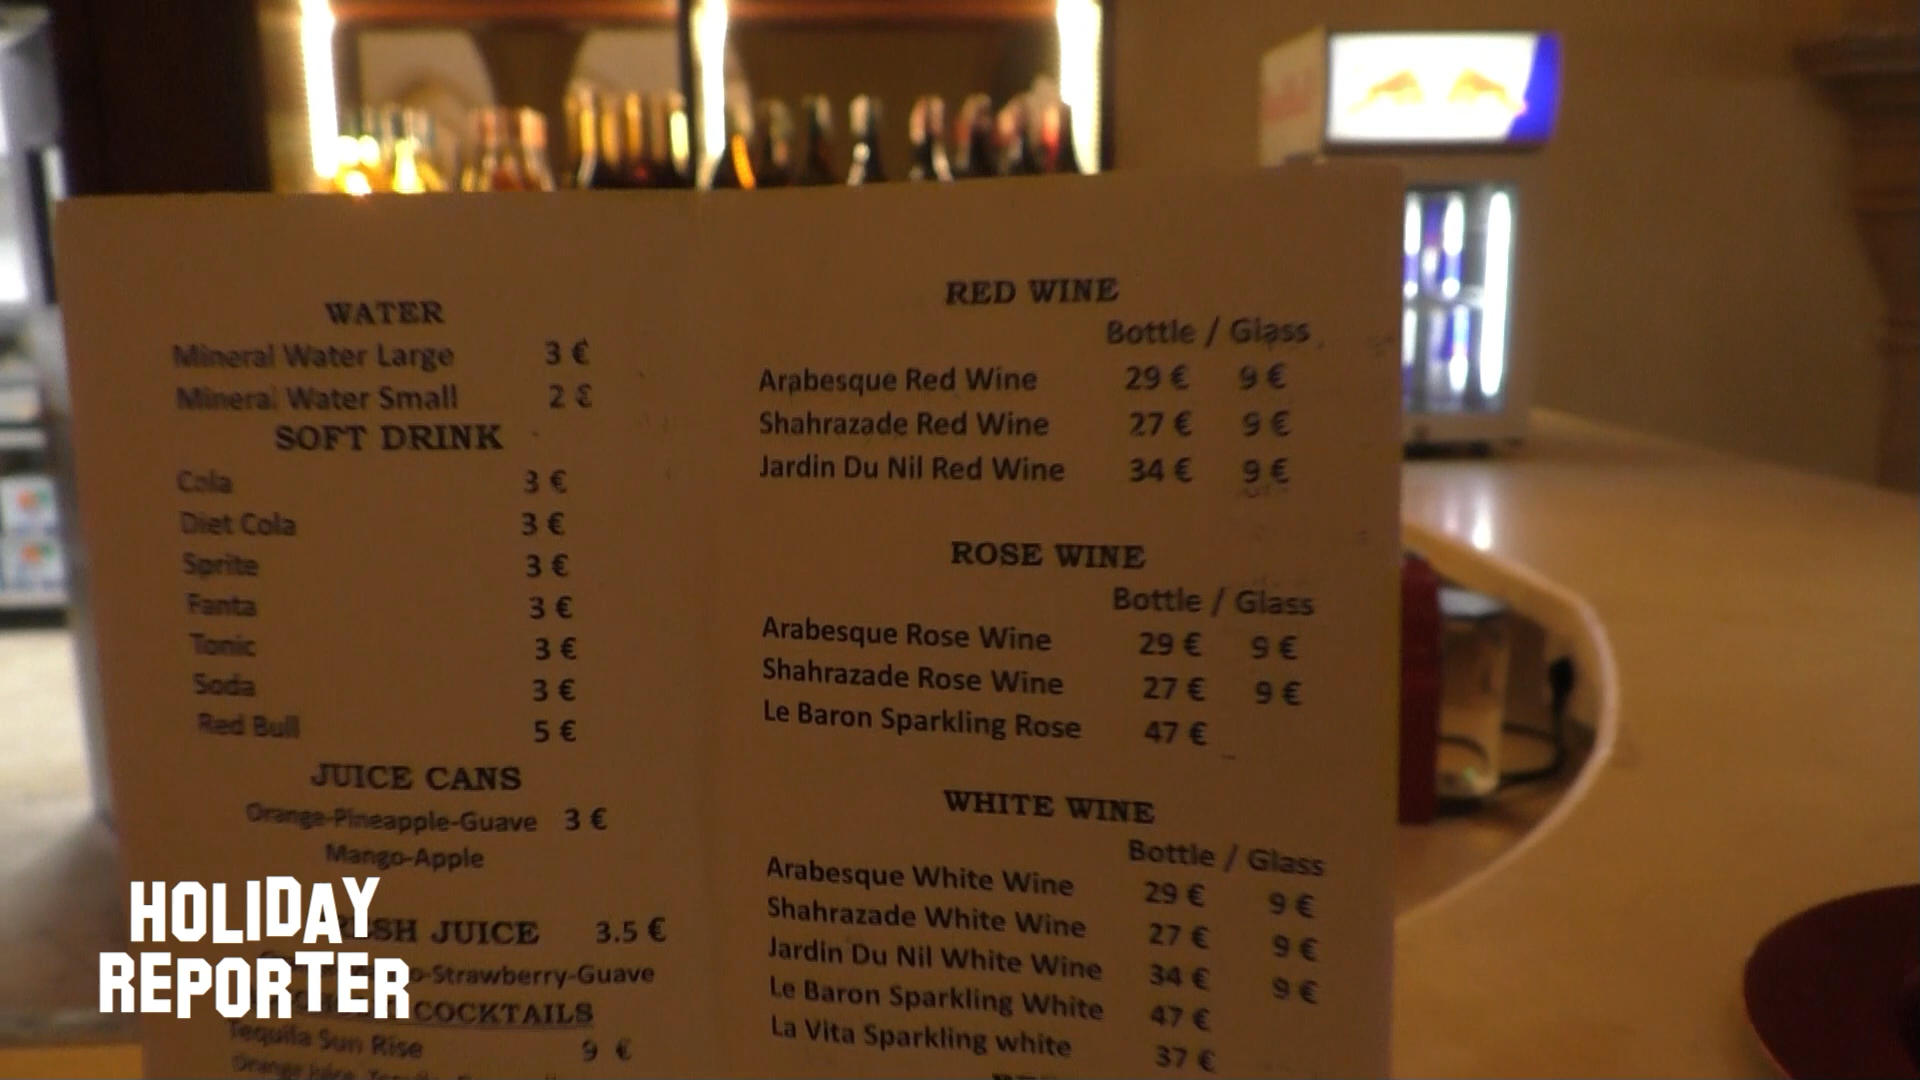 WATER
Mineral Water Large 3 €
Mineral Water Small 2 €
SOFT DRINK
Cola 3 €
Diet Cola 3 €
Sprite 3 €
Fanta 3 €
Tonic 3 €
Soda 3 €
Red Bull 5 €
JUICE CANS
Orange-Pineapple-Guave 3 €
Mango-Apple
JUICE 3.5 €
-Strawberry-Guave
COCKTAILS
Tequila Sun Rise 9 €
Orange Juice,
RED WINE
Bottle / Glass
Arabesque Red Wine 29 € 9 €
Shahrazade Red Wine 27 € 9 €
Jardin Du Nil Red Wine 34 € 9 €
ROSE WINE
Bottle / Glass
Arabesque Rose Wine 29 € 9 €
Shahrazade Rose Wine 27 € 9 €
Le Baron Sparkling Rose 47 €
WHITE WINE
Bottle / Glass
Arabesque White Wine 29 € 9 €
Shahrazade White Wine 27 € 9 €
Jardin Du Nil White Wine 34 € 9 €
Le Baron Sparkling White 47 €
La Vita Sparkling white 37 €
HOLIDAY
REPORTER